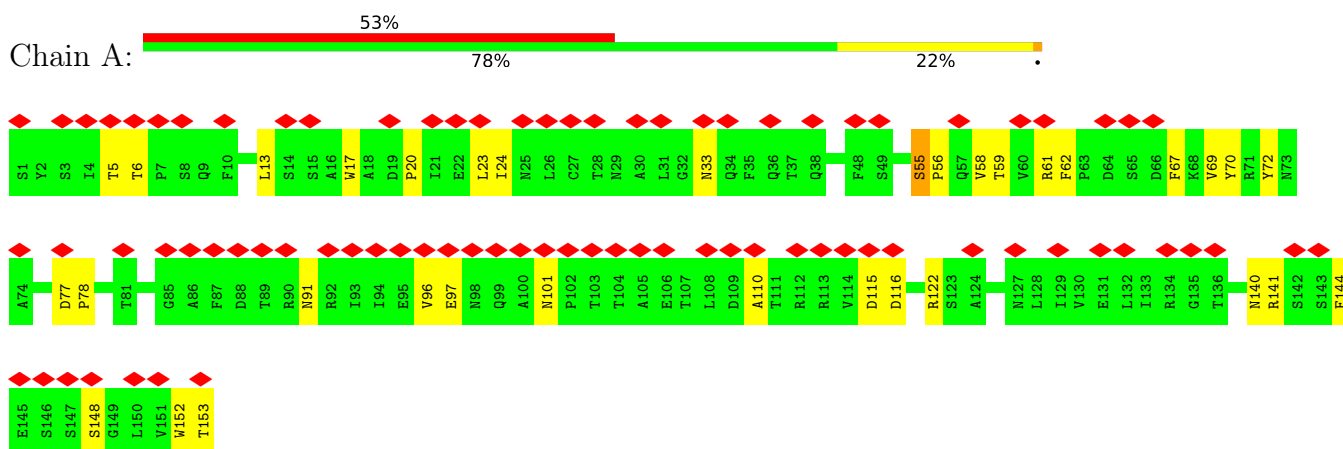 53%
Chain A:
78% 22% •
S1 Y2 S3 I4 T5 T6 P7 S8 Q9 F10 L13 S14 S15 A16 W17 A18 D19 P20 I21 E22 L23 I24 N25 L26 C27 T28 N29 A30 L31 G32 N33 Q34 F35 Q36 T37 Q38 F48 S49 S55 P56 Q57 V58 T59 V60 R61 F62 P63 D64 S65 D66 F67 K68 V69 Y70 R71 Y72 N73
A74 D77 P78 T81 G85 A86 F87 D88 T89 R90 N91 R92 I93 I94 E95 V96 E97 N98 Q99 A100 N101 P102 T103 T104 A105 E106 T107 L108 D109 A110 T111 R112 R113 V114 D115 D116 R122 S123 A124 N127 L128 I129 V130 E131 L132 I133 R134 G135 T136 N140 R141 S142 S143 F144
E145 S146 S147 S148 G149 L150 V151 W152 T153